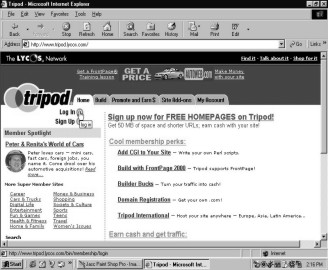 Tripod - Microsoft Internet Explorer
File Edit View Favorites Tools Help
Back Forward Stop Refresh Home Search Favorites History Mail Print Edit
Address http://www.tripod.lycos.com/ Go Links
The LYCOS Network
Find it - Talk about it - Shop for it
Get a FrontPage® Training lesson
GET A PRICE
Make Money with your site
tripod
Home Build Promote and Earn $ Site Add-ons My Account
Log In
Sign Up
log in
Member Spotlight
Peter & Renita's World of Cars
Peter loves cars – mini cars, fast cars, foreign jobs, you name it. Come drool over his automotive acquisitions! Read more...
More Super Member Sites:
Career
Cars & Trucks
Digital Life
Entertainment
Fun & Games
Health & Fitness
Home & Family
Money & Business
Shopping
Society & Culture
Sports
Teens
Travel
Women's Issues
Search
Sign up now for FREE HOMEPAGES on Tripod!
Get 50 MB of space and shorter URLs; earn cash with your site!
Cool membership perks:
Add CGI to Your Site – Write your own Perl scripts.
Build with FrontPage 2000 – Tripod supports FrontPage!
Builder Bucks – Turn your traffic into cash!
Domain Registration – Get your own .com!
Tripod International – Host your site anywhere – Europe, Asia, Latin America...
Earn cash and get traffic:
http://www.tripod.lycos.com/bin/membership/login
Internet
Start Jasc Paint Shop Pro - Ima... Tripod - Microsoft Int... 2:16 PM